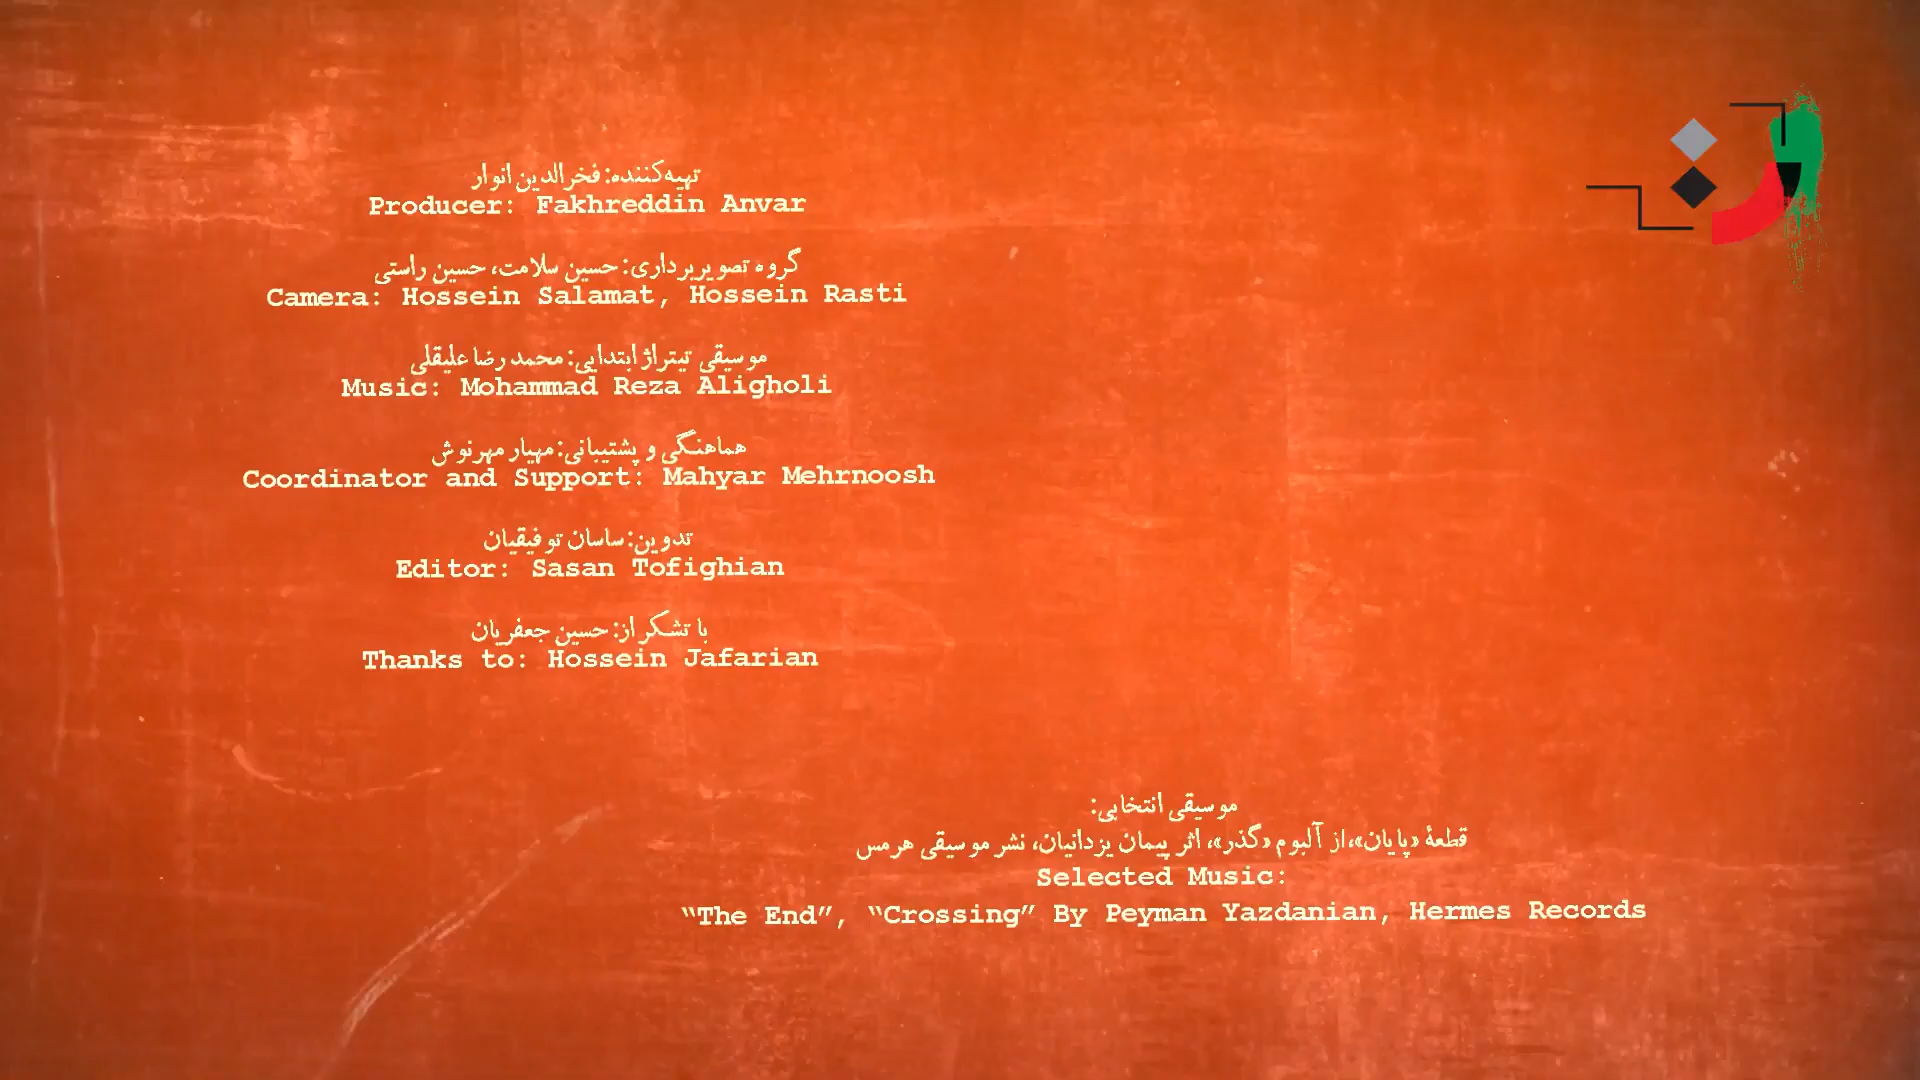 تهیه‌کننده: فخرالدین انوار
Producer: Fakhreddin Anvar
گروه تصویربرداری: حسین سلامت، حسین راستی
Camera: Hossein Salamat, Hossein Rasti
موسیقی تیتراژ ابتدایی: محمد رضا علیقلی
Music: Mohammad Reza Aligholi
هماهنگی و پشتیبانی: مهیار مهرنوش
Coordinator and Support: Mahyar Mehrnoosh
تدوین: ساسان توفیقیان
Editor: Sasan Tofighian
با تشکر از: حسین جعفریان
Thanks to: Hossein Jafarian
موسیقی انتخابی:
قطعهٔ «پایان»،از آلبوم «گذر»، اثر پیمان یزدانیان، نشر موسیقی هرمس
Selected Music:
“The End”, “Crossing” By Peyman Yazdanian, Hermes Records